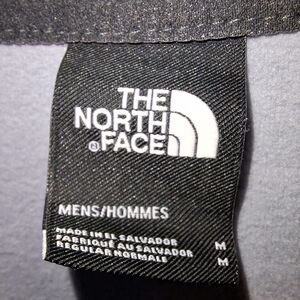 THE
NORTH
FACE
®
MENS/HOMMES
MADE IN EL SALVADOR M
FABRIQUÉ AU SALVADOR M
REGULAR NORMALE